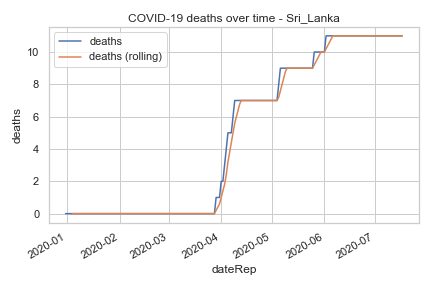 COVID-19 deaths over time - Sri_Lanka
deaths
deaths (rolling)
deaths
10
8
6
4
2
0
2020-01
2020-02
2020-03
2020-04
2020-05
2020-06
2020-07
dateRep